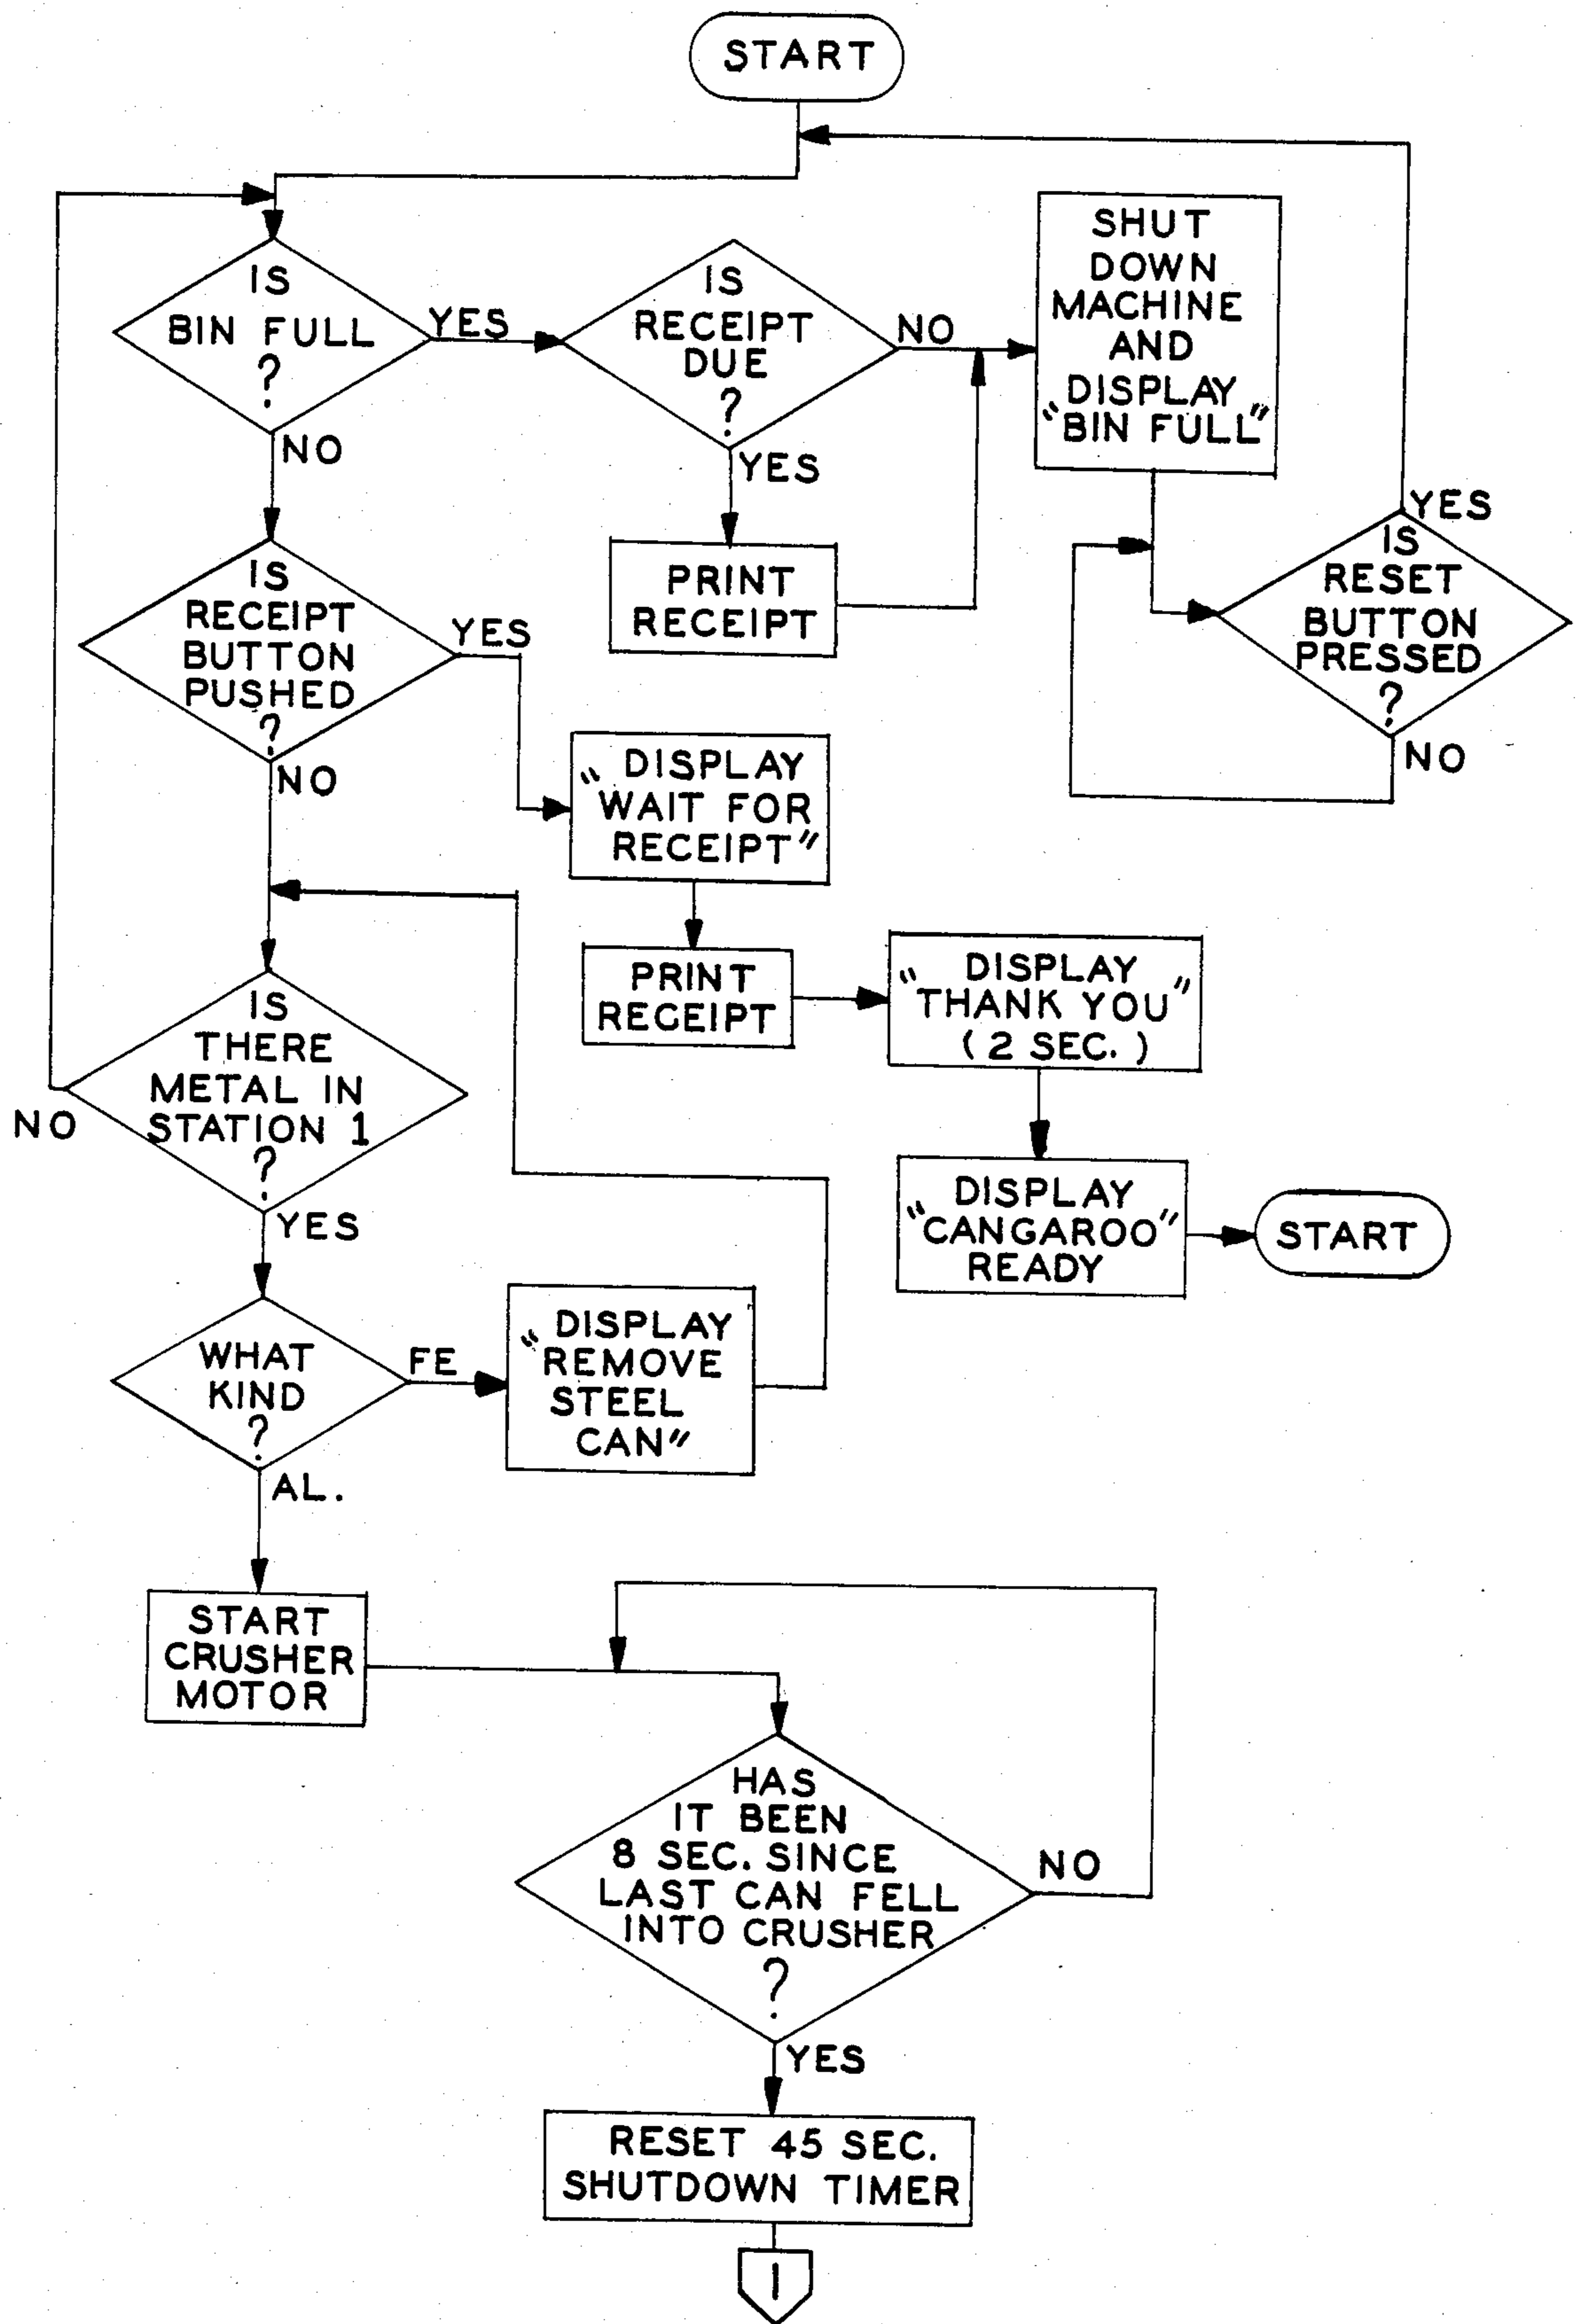 START
IS
BIN FULL
?
YES
NO
IS
RECEIPT
DUE
?
NO
YES
SHUT
DOWN
MACHINE
AND
DISPLAY
"BIN FULL"
PRINT
RECEIPT
YES
IS
RESET
BUTTON
PRESSED
?
NO
IS
RECEIPT
BUTTON
PUSHED
?
YES
NO
" DISPLAY
WAIT FOR
RECEIPT"
PRINT
RECEIPT
" DISPLAY
THANK YOU"
(2 SEC.)
DISPLAY
"CANGAROO"
READY
START
IS
THERE
METAL IN
STATION 1
?
NO
YES
WHAT
KIND
?
FE
AL.
" DISPLAY
REMOVE
STEEL
CAN"
START
CRUSHER
MOTOR
HAS
IT BEEN
8 SEC. SINCE
LAST CAN FELL
INTO CRUSHER
?
NO
YES
RESET 45 SEC.
SHUTDOWN TIMER
1